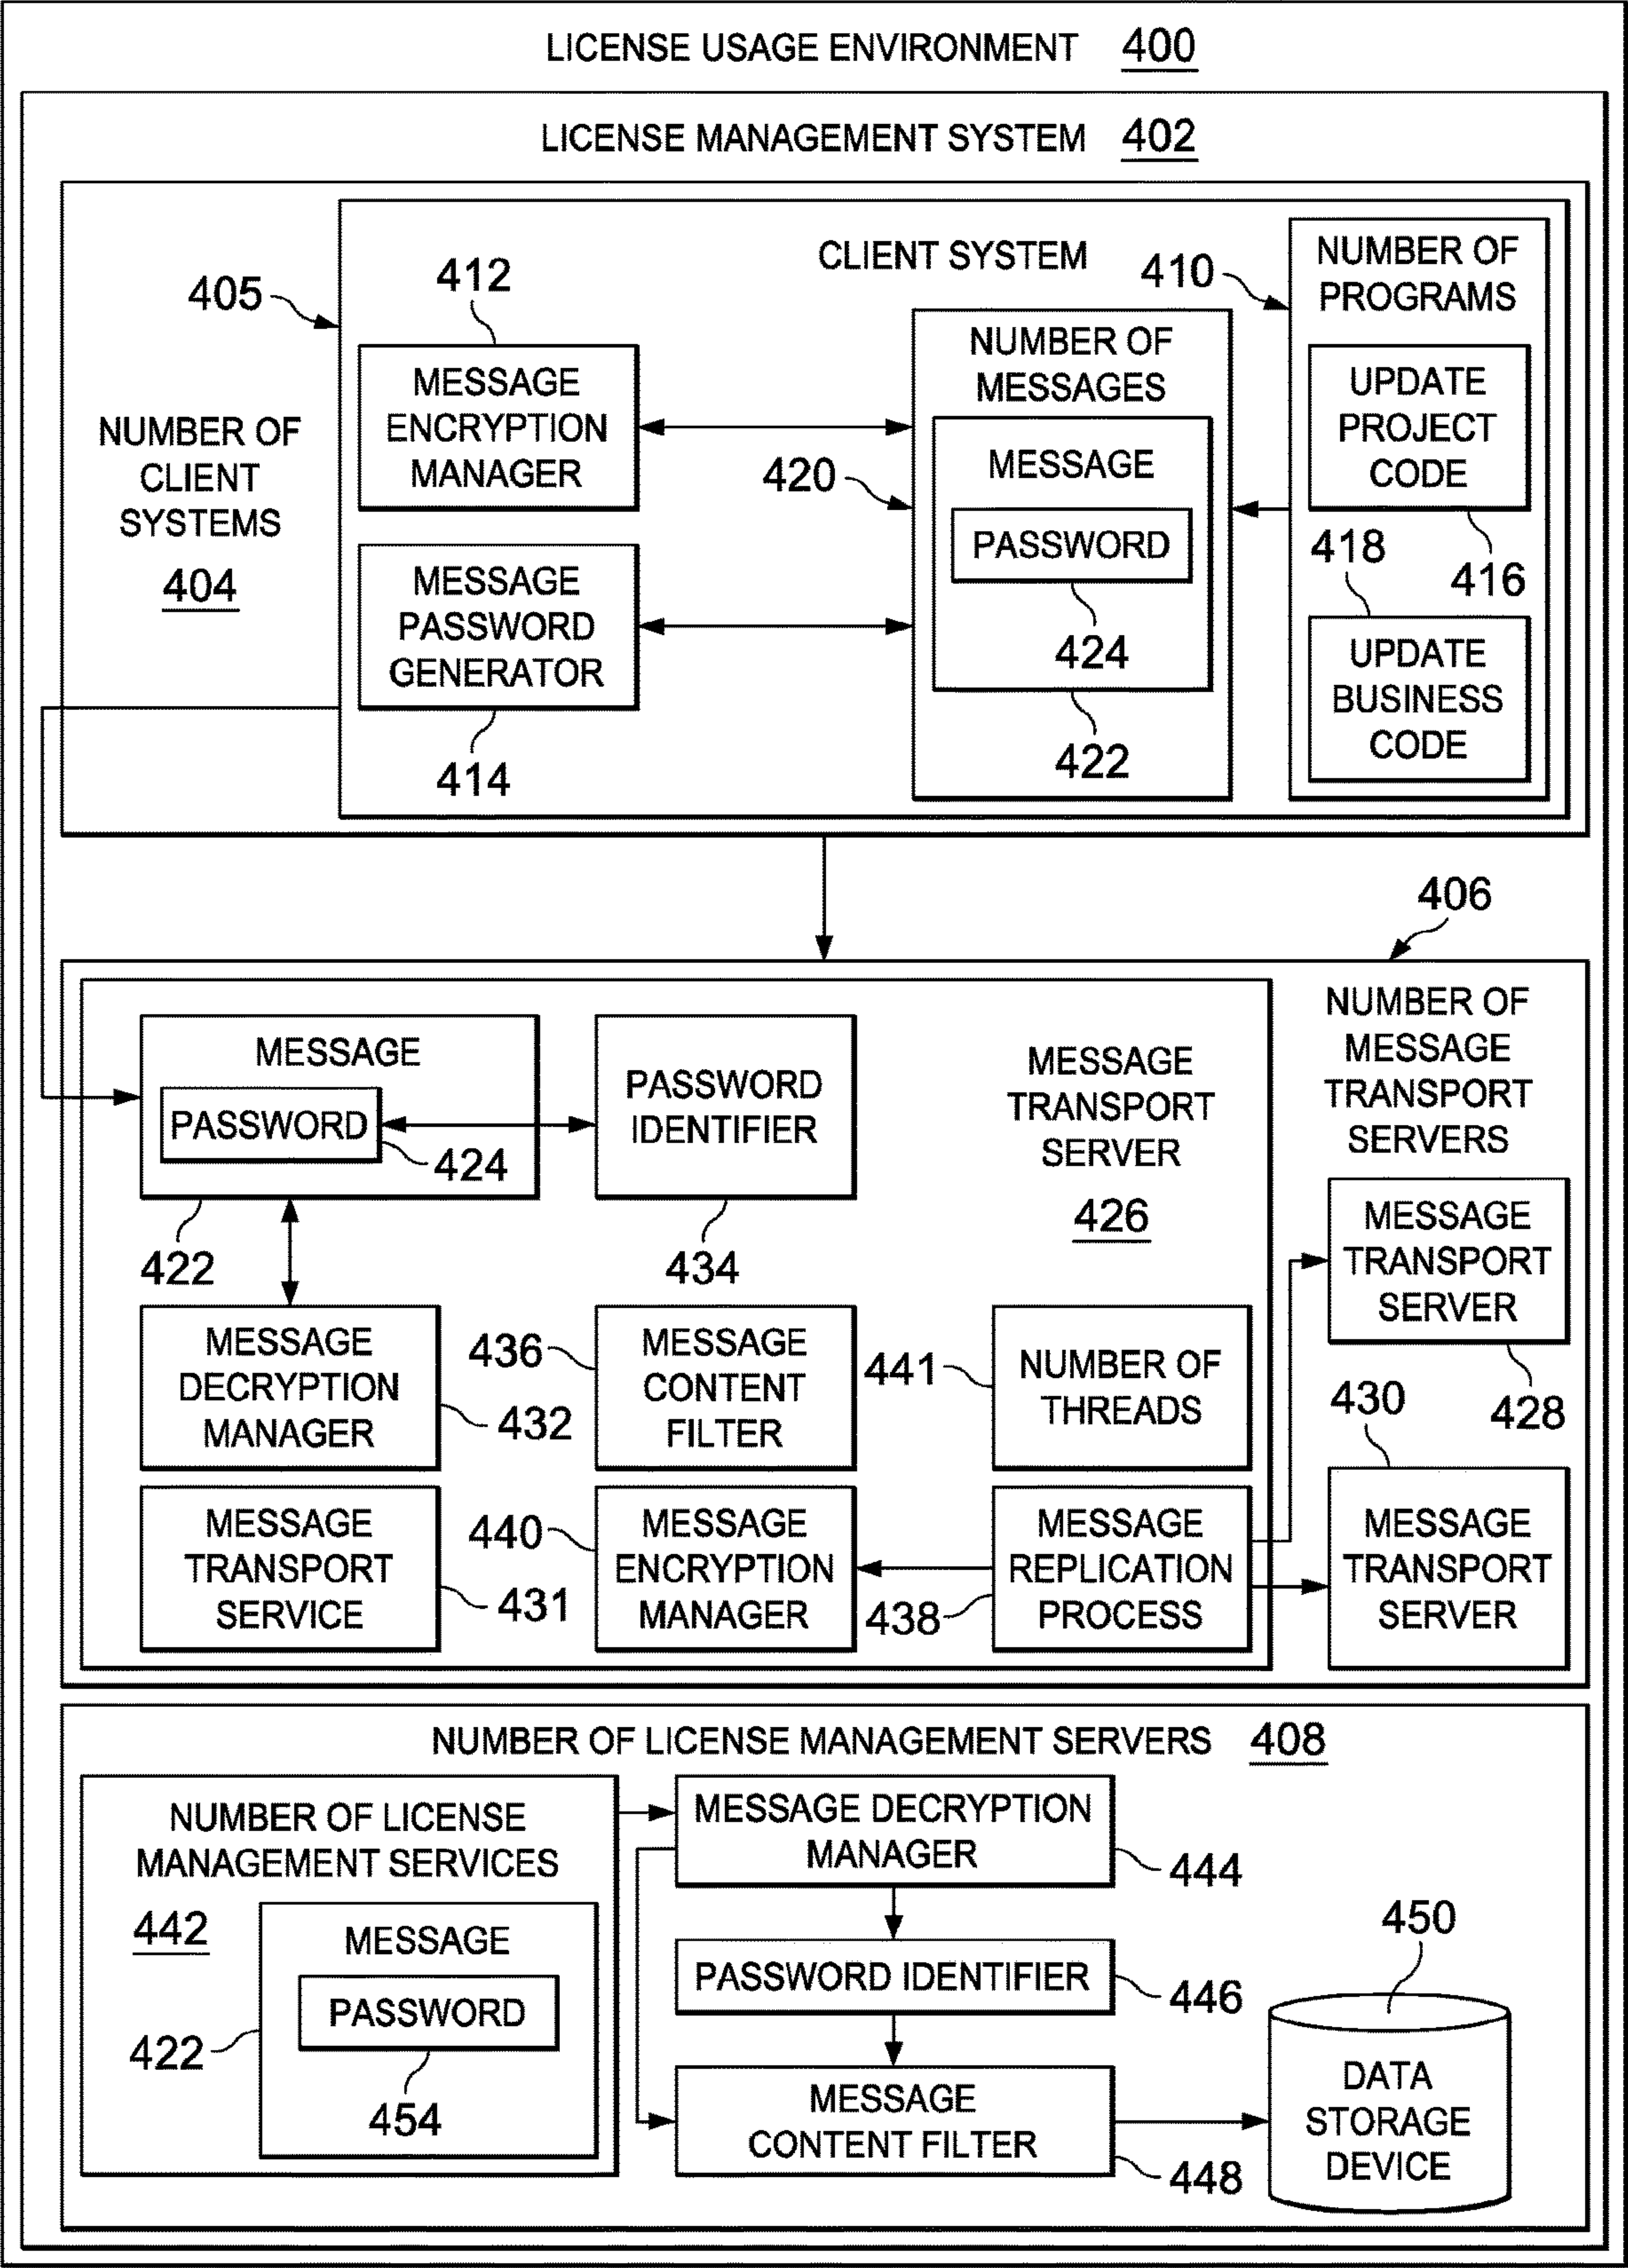 LICENSE USAGE ENVIRONMENT 400
LICENSE MANAGEMENT SYSTEM 402
NUMBER OF
CLIENT
SYSTEMS
404
405
CLIENT SYSTEM
412
MESSAGE
ENCRYPTION
MANAGER
MESSAGE
PASSWORD
GENERATOR
414
NUMBER OF
MESSAGES
420
MESSAGE
PASSWORD
424
422
410
NUMBER OF
PROGRAMS
UPDATE
PROJECT
CODE
416
418
UPDATE
BUSINESS
CODE
406
NUMBER OF
MESSAGE
TRANSPORT
SERVERS
MESSAGE
TRANSPORT
SERVER
426
MESSAGE
PASSWORD
424
422
PASSWORD
IDENTIFIER
434
MESSAGE
DECRYPTION
MANAGER
432
436
MESSAGE
CONTENT
FILTER
441
NUMBER OF
THREADS
MESSAGE
TRANSPORT
SERVER
428
430
MESSAGE
TRANSPORT
SERVICE
431
440
MESSAGE
ENCRYPTION
MANAGER
438
MESSAGE
REPLICATION
PROCESS
MESSAGE
TRANSPORT
SERVER
NUMBER OF LICENSE MANAGEMENT SERVERS 408
NUMBER OF LICENSE
MANAGEMENT SERVICES
442
MESSAGE
PASSWORD
422
454
MESSAGE DECRYPTION
MANAGER
444
PASSWORD IDENTIFIER
446
MESSAGE
CONTENT FILTER
448
450
DATA
STORAGE
DEVICE